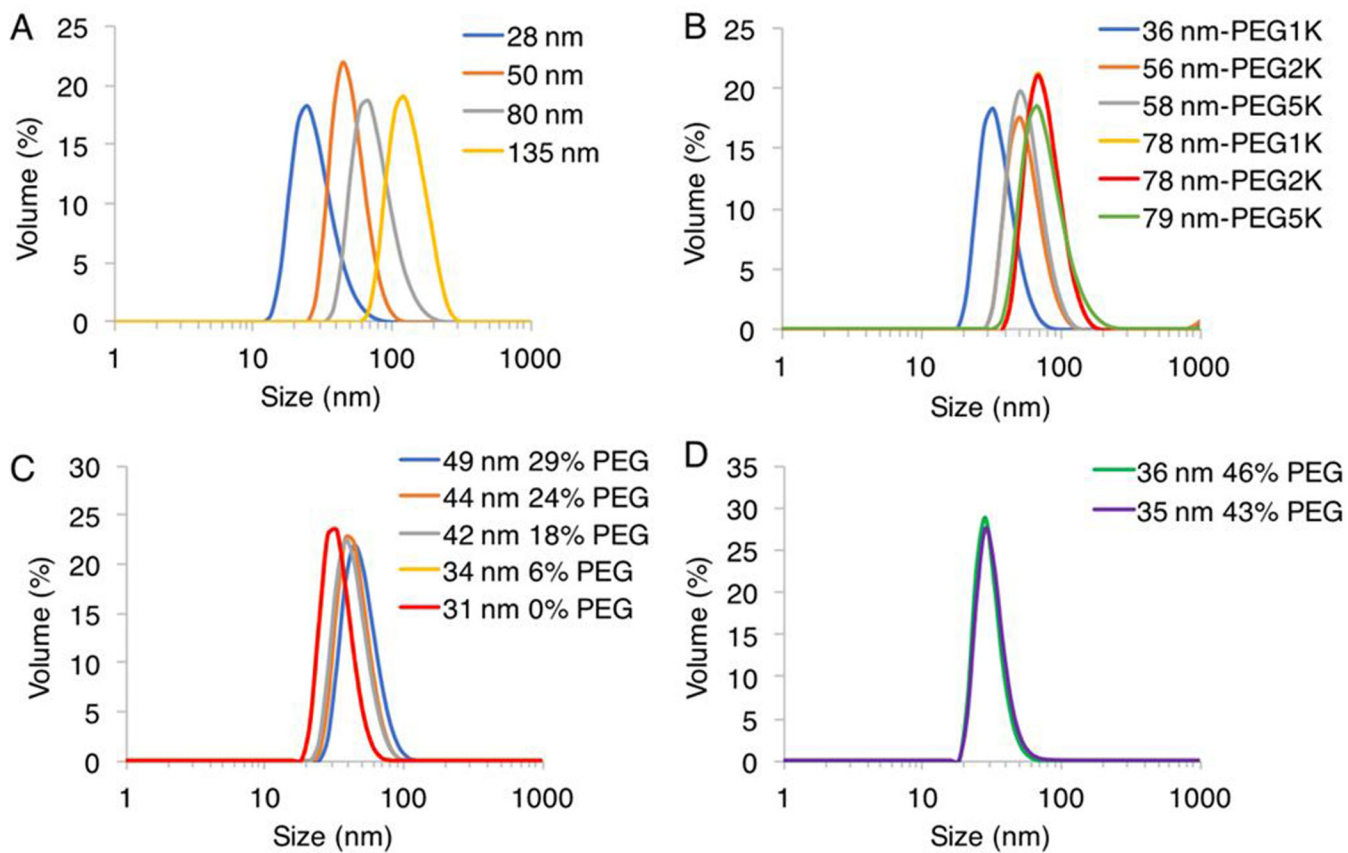 A
25
20
15
10
5
0
Volume (%)
1
10
100
1000
Size (nm)
28 nm
50 nm
80 nm
135 nm
B
25
20
15
10
5
0
Volume (%)
1
10
100
1000
Size (nm)
36 nm-PEG1K
56 nm-PEG2K
58 nm-PEG5K
78 nm-PEG1K
78 nm-PEG2K
79 nm-PEG5K
C
30
25
20
15
10
5
0
Volume (%)
1
10
100
1000
Size (nm)
49 nm 29% PEG
44 nm 24% PEG
42 nm 18% PEG
34 nm 6% PEG
31 nm 0% PEG
D
35
30
25
20
15
10
5
0
Volume (%)
1
10
100
1000
Size (nm)
36 nm 46% PEG
35 nm 43% PEG